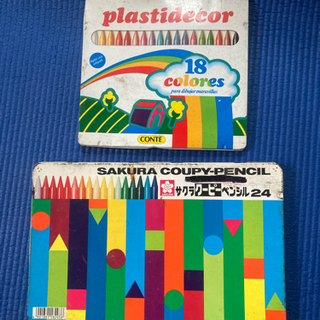 plastidecor
18
colores
para dibujar maravillas
CONTÉ
SAKURA COUPY-PENCIL
サクラクーピーペンシル24